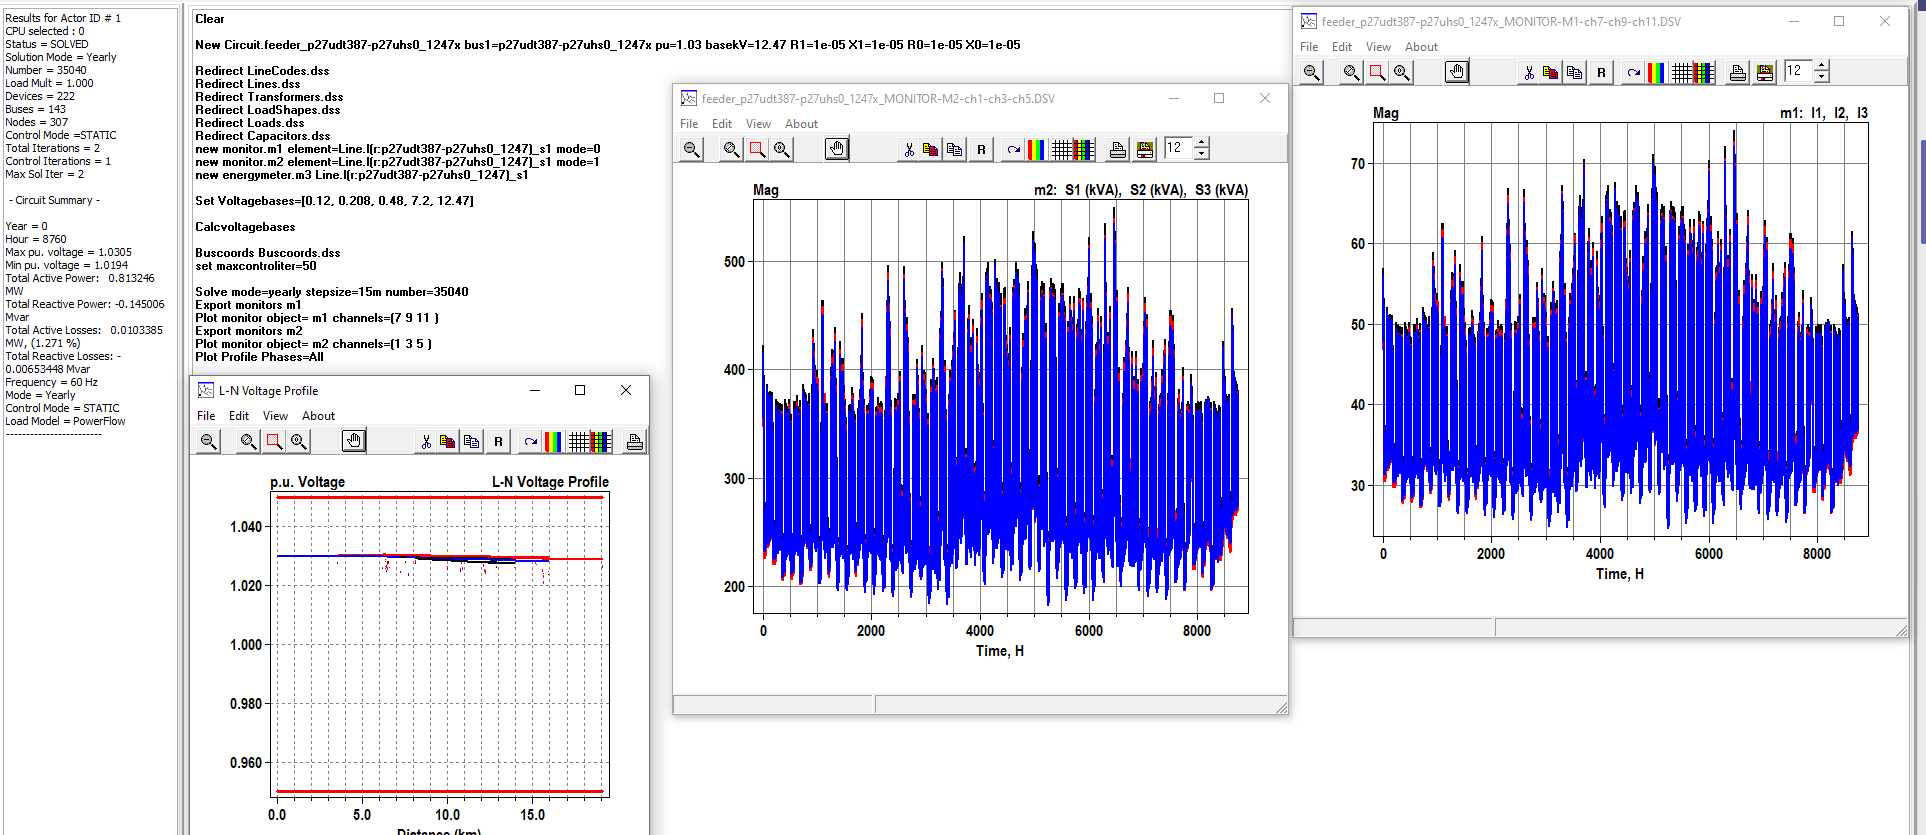 Results for Actor ID # 1
CPU selected : 0
Status = SOLVED
Solution Mode = Yearly
Number = 35040
Load Mult = 1.000
Devices = 222
Buses = 143
Nodes = 307
Control Mode =STATIC
Total Iterations = 2
Control Iterations = 1
Max Sol Iter = 2
- Circuit Summary -
Year = 0
Hour = 8760
Max pu. voltage = 1.0305
Min pu. voltage = 1.0194
Total Active Power: 0.813246
MW
Total Reactive Power: -0.145006
Mvar
Total Active Losses: 0.0103385
MW, (1.271 %)
Total Reactive Losses: -
0.00653448 Mvar
Frequency = 60 Hz
Mode = Yearly
Control Mode = STATIC
Load Model = PowerFlow
-------------------------
Clear
New Circuit.feeder_p27udt387-p27uhs0_1247x bus1=p27udt387-p27uhs0_1247x pu=1.03 basekV=12.47 R1=1e-05 X1=1e-05 R0=1e-05 X0=1e-05
Redirect LineCodes.dss
Redirect Lines.dss
Redirect Transformers.dss
Redirect LoadShapes.dss
Redirect Loads.dss
Redirect Capacitors.dss
new monitor.m1 element=Line.l(r:p27udt387-p27uhs0_1247)_s1 mode=0
new monitor.m2 element=Line.l(r:p27udt387-p27uhs0_1247)_s1 mode=1
new energymeter.m3 Line.l(r:p27udt387-p27uhs0_1247)_s1
Set Voltagebases=[0.12, 0.208, 0.48, 7.2, 12.47]
Calcvoltagebases
Buscoords Buscoords.dss
set maxcontroliter=50
Solve mode=yearly stepsize=15m number=35040
Export monitors m1
Plot monitor object= m1 channels=(7 9 11 )
Export monitors m2
Plot monitor object= m2 channels=(1 3 5 )
Plot Profile Phases=All
L-N Voltage Profile
File Edit View About
R
p.u. Voltage L-N Voltage Profile
1.040
1.020
1.000
0.980
0.960
0.0 5.0 10.0 15.0
Distance (km)
feeder_p27udt387-p27uhs0_1247x_MONITOR-M2-ch1-ch3-ch5.DSV
File Edit View About
R 12
Mag m2: S1 (kVA), S2 (kVA), S3 (kVA)
500
400
300
200
0 2000 4000 6000 8000
Time, H
feeder_p27udt387-p27uhs0_1247x_MONITOR-M1-ch7-ch9-ch11.DSV
File Edit View About
R 12
Mag m1: I1, I2, I3
70
60
50
40
30
0 2000 4000 6000 8000
Time, H